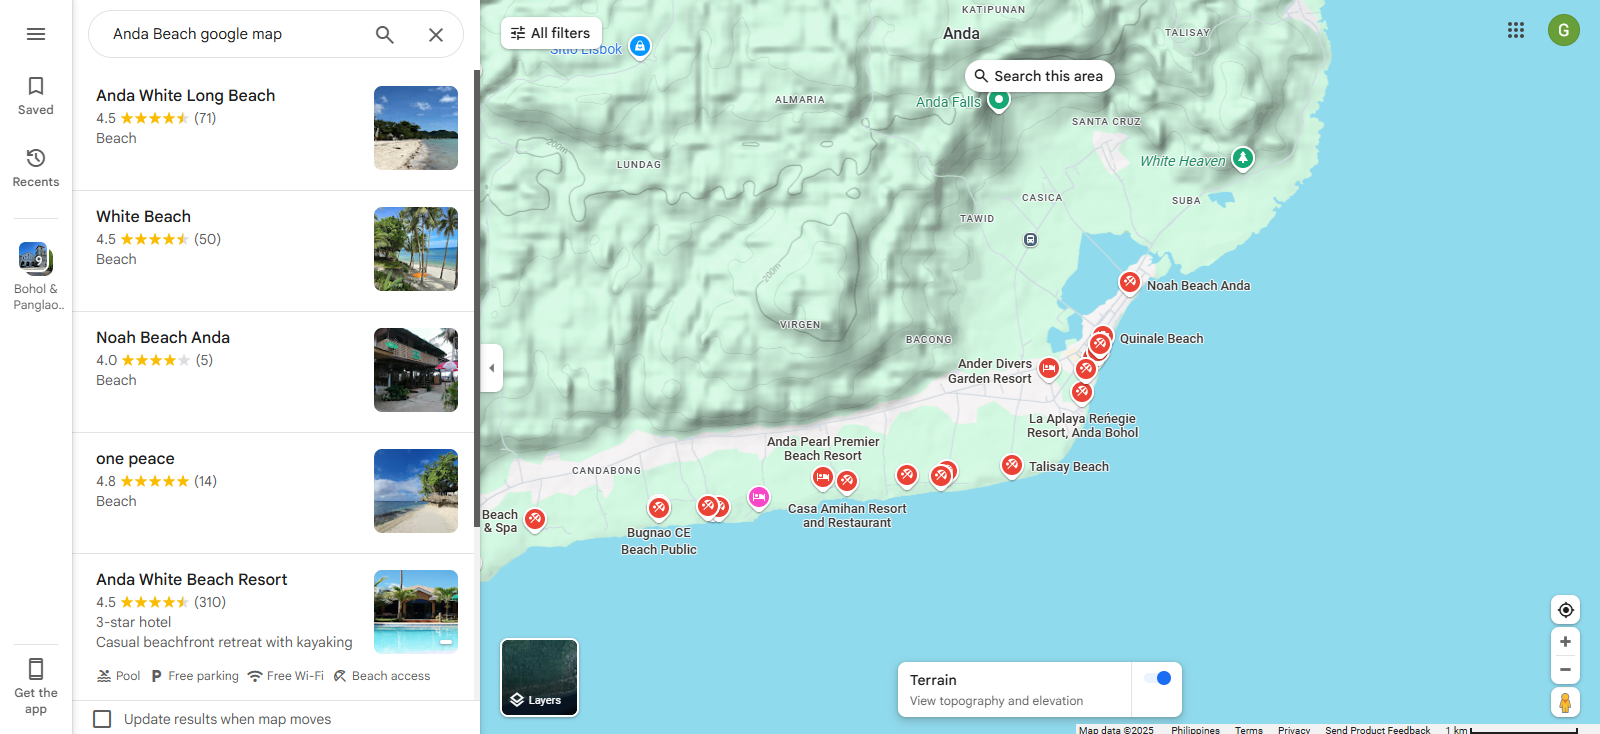 Anda Beach google map
Saved
Recents
9
Bohol &
Panglao..
Get the
app
Anda White Long Beach
4.5 (71)
Beach
White Beach
4.5 (50)
Beach
Noah Beach Anda
4.0 (5)
Beach
one peace
4.8 (14)
Beach
Anda White Beach Resort
4.5 (310)
3-star hotel
Casual beachfront retreat with kayaking
Pool
P Free parking
Free Wi-Fi
Beach access
Update results when map moves
All filters
Sitio Lisbok
KATIPUNAN
Anda
TALISAY
G
Search this area
ALMARIA
Anda Falls
SANTA CRUZ
200m
LUNDAG
White Heaven
CASICA
SUBA
TAWID
200m
Noah Beach Anda
VIRGEN
BACONG
Quinale Beach
Ander Divers
Garden Resort
La Aplaya Reńegie
Resort, Anda Bohol
Anda Pearl Premier
Beach Resort
CANDABONG
Talisay Beach
Beach
& Spa
Casa Amihan Resort
and Restaurant
Bugnao CE
Beach Public
Layers
Terrain
View topography and elevation
Map data ©2025
Philippines
Terms
Privacy
Send Product Feedback
1 km